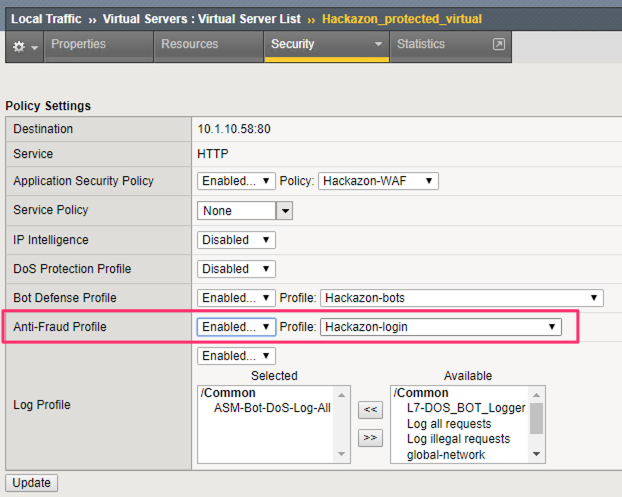 Local Traffic ›› Virtual Servers : Virtual Server List ›› Hackazon_protected_virtual
Properties Resources Security Statistics
Policy Settings
Destination 10.1.10.58:80
Service HTTP
Application Security Policy Enabled... Policy: Hackazon-WAF
Service Policy None
IP Intelligence Disabled
DoS Protection Profile Disabled
Bot Defense Profile Enabled... Profile: Hackazon-bots
Anti-Fraud Profile Enabled... Profile: Hackazon-login
Enabled...
Selected Available
/Common /Common
ASM-Bot-DoS-Log-All << L7-DOS_BOT_Logger
Log Profile Log all requests
>> Log illegal requests
global-network
Update